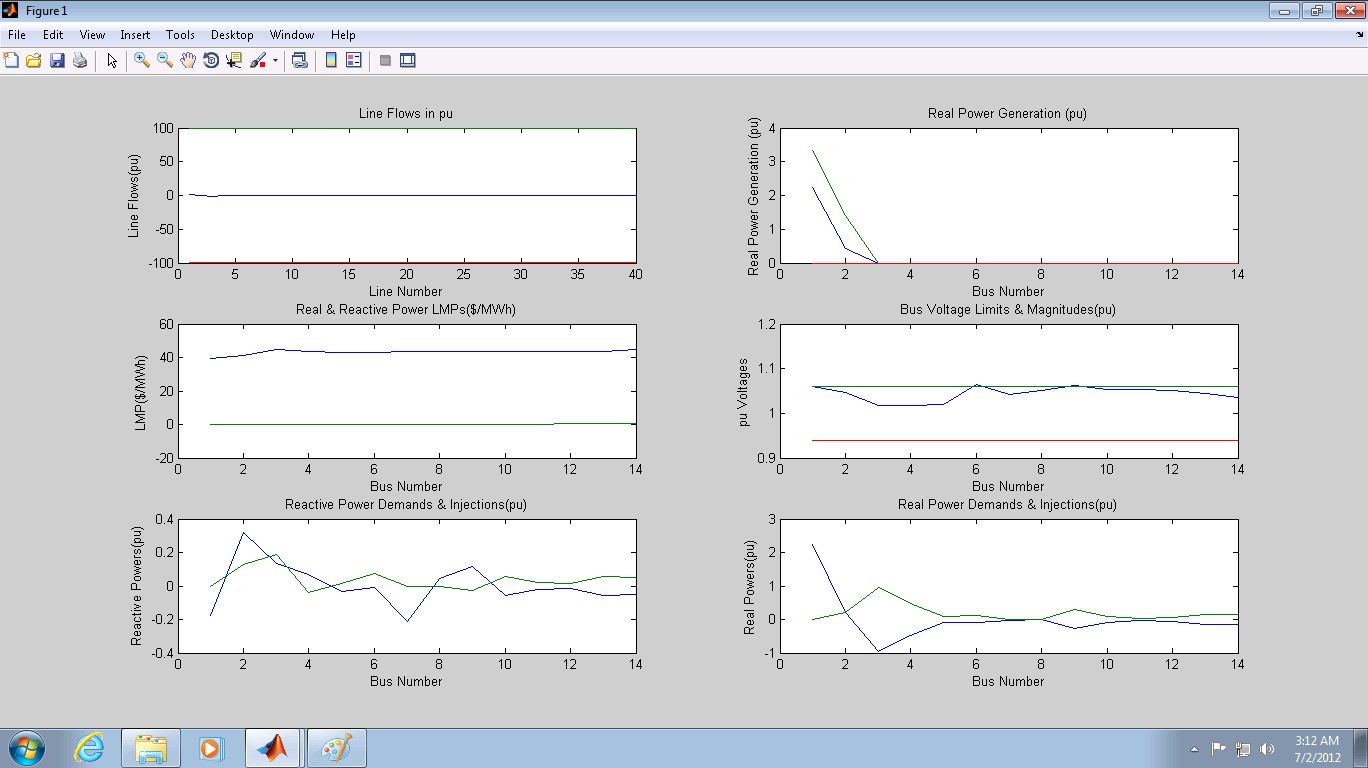 Figure 1
File Edit View Insert Tools Desktop Window Help
Line Flows in pu
Line Flows(pu)
100
50
0
-50
-100
0 5 10 15 20 25 30 35 40
Line Number
Real Power Generation (pu)
Real Power Generation (pu)
4
3
2
1
0
0 2 4 6 8 10 12 14
Bus Number
Real & Reactive Power LMPs($/MWh)
LMP($/MWh)
60
40
20
0
-20
0 2 4 6 8 10 12 14
Bus Number
Bus Voltage Limits & Magnitudes(pu)
pu Voltages
1.2
1.1
1
0.9
0 2 4 6 8 10 12 14
Bus Number
Reactive Power Demands & Injections(pu)
Reactive Powers(pu)
0.4
0.2
0
-0.2
-0.4
0 2 4 6 8 10 12 14
Bus Number
Real Power Demands & Injections(pu)
Real Powers(pu)
3
2
1
0
-1
0 2 4 6 8 10 12 14
Bus Number
3:12 AM
7/2/2012